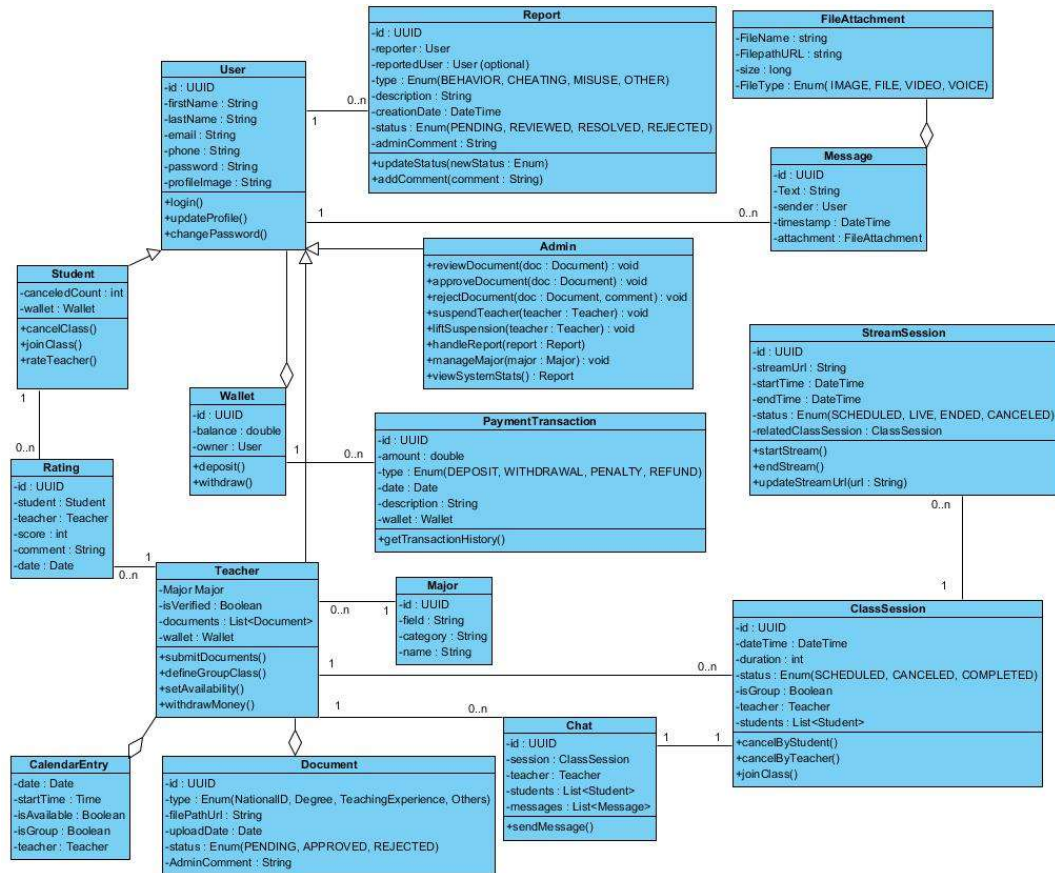 Report
-id : UUID
-reporter : User
-reportedUser : User (optional)
-type : Enum(BEHAVIOR, CHEATING, MISUSE, OTHER)
-description : String
-creationDate : DateTime
-status : Enum(PENDING, REVIEWED, RESOLVED, REJECTED)
-adminComment : String
+updateStatus(newStatus : Enum)
+addComment(comment : String)
FileAttachment
-FileName : string
-FilepathURL : string
-size : long
-FileType : Enum( IMAGE, FILE, VIDEO, VOICE)
User
-id : UUID
-firstName : String
-lastName : String
-email : String
-phone : String
-password : String
-profileImage : String
+login()
+updateProfile()
+changePassword()
1
0..n
Message
-id : UUID
-Text : String
-sender : User
-timestamp : DateTime
-attachment : FileAttachment
1
0..n
Student
-canceledCount : int
-wallet : Wallet
+cancelClass()
+joinClass()
+rateTeacher()
Admin
+reviewDocument(doc : Document) : void
+approveDocument(doc : Document) : void
+rejectDocument(doc : Document, comment) : void
+suspendTeacher(teacher : Teacher) : void
+liftSuspension(teacher : Teacher) : void
+handleReport(report : Report)
+manageMajor(major : Major) : void
+viewSystemStats() : Report
StreamSession
-id : UUID
-streamUrl : String
-startTime : DateTime
-endTime : DateTime
-status : Enum(SCHEDULED, LIVE, ENDED, CANCELED)
-relatedClassSession : ClassSession
+startStream()
+endStream()
+updateStreamUrl(url : String)
1
0..n
Wallet
-id : UUID
-balance : double
-owner : User
+deposit()
+withdraw()
1
0..n
PaymentTransaction
-id : UUID
-amount : double
-type : Enum(DEPOSIT, WITHDRAWAL, PENALTY, REFUND)
-date : Date
-description : String
-wallet : Wallet
+getTransactionHistory()
Rating
-id : UUID
-student : Student
-teacher : Teacher
-score : int
-comment : String
-date : Date
0..n
1
0..n
1
Teacher
-Major Major
-isVerified : Boolean
-documents : List<Document>
-wallet : Wallet
+submitDocuments()
+defineGroupClass()
+setAvailability()
+withdrawMoney()
0..n
1
Major
-id : UUID
-field : String
-category : String
-name : String
ClassSession
-id : UUID
-dateTime : DateTime
-duration : int
-status : Enum(SCHEDULED, CANCELED, COMPLETED)
-isGroup : Boolean
-teacher : Teacher
-students : List<Student>
+cancelByStudent()
+cancelByTeacher()
+joinClass()
1
0..n
1
0..n
Chat
-id : UUID
-session : ClassSession
-teacher : Teacher
-students : List<Student>
-messages : List<Message>
+sendMessage()
1
1
CalendarEntry
-date : Date
-startTime : Time
-isAvailable : Boolean
-isGroup : Boolean
-teacher : Teacher
Document
-id : UUID
-type : Enum(NationalID, Degree, TeachingExperience, Others)
-filePathUrl : String
-uploadDate : Date
-status : Enum(PENDING, APPROVED, REJECTED)
-AdminComment : String